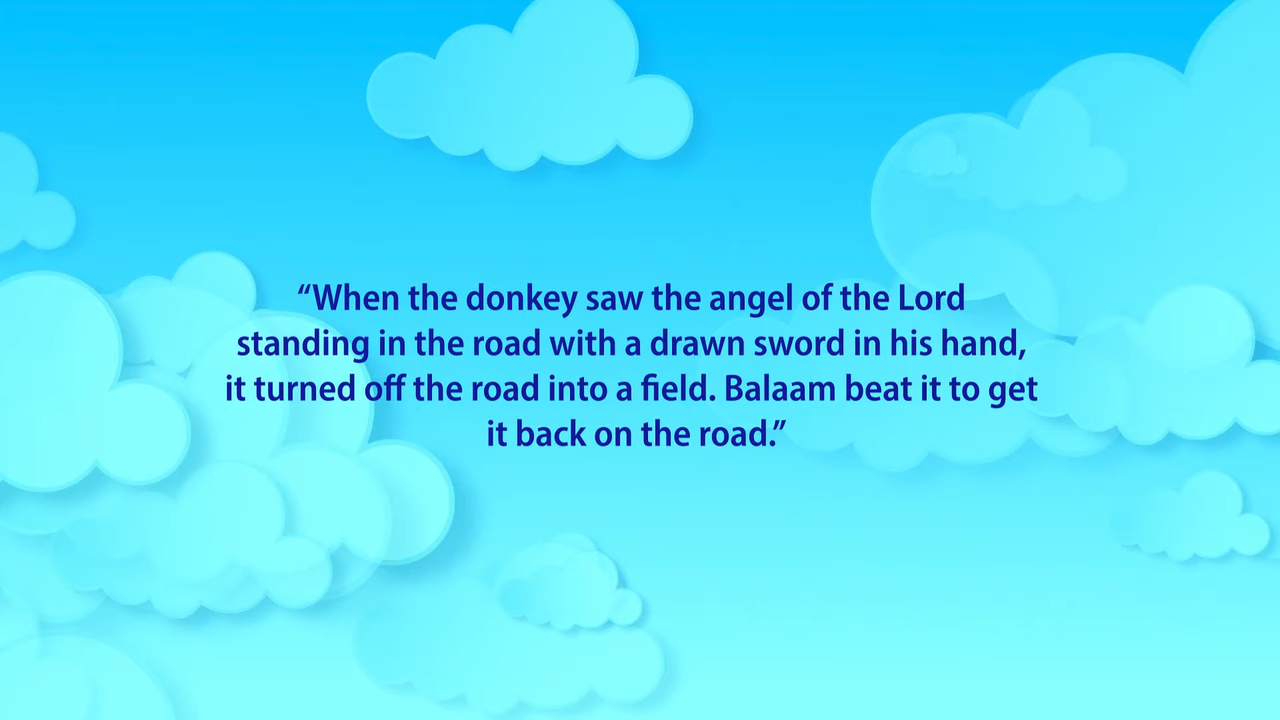 “When the donkey saw the angel of the Lord
standing in the road with a drawn sword in his hand,
it turned off the road into a field. Balaam beat it to get
it back on the road.”